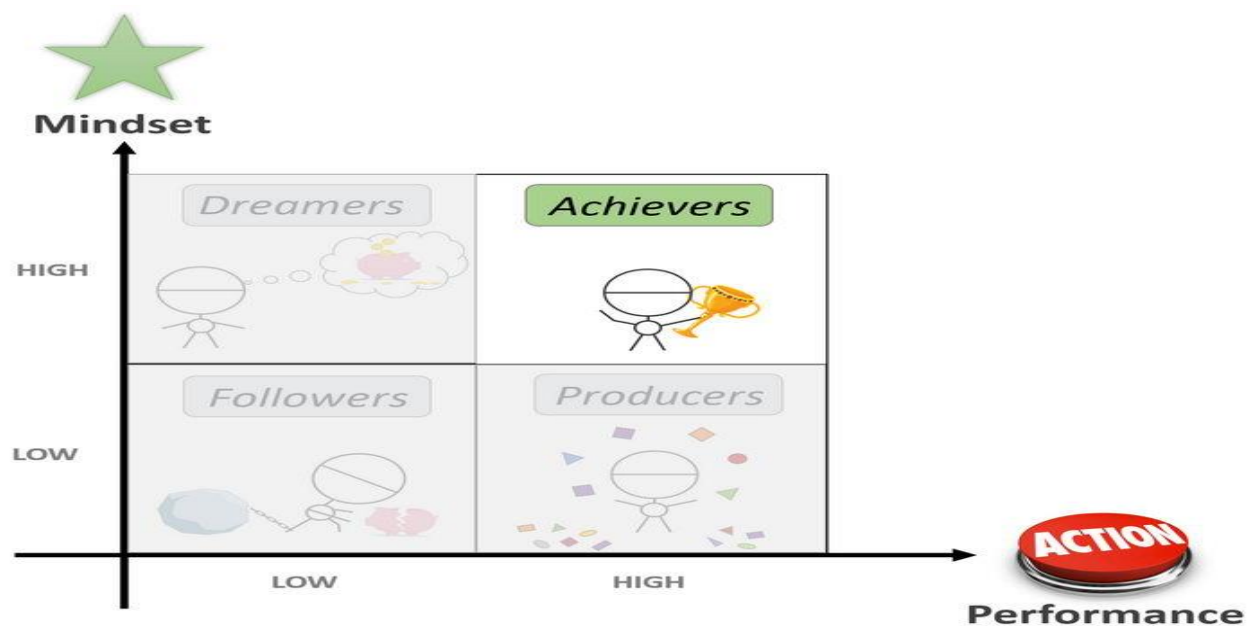 Mindset
Dreamers
Achievers
HIGH
Followers
Producers
LOW
ACTION
LOW
HIGH
Performance